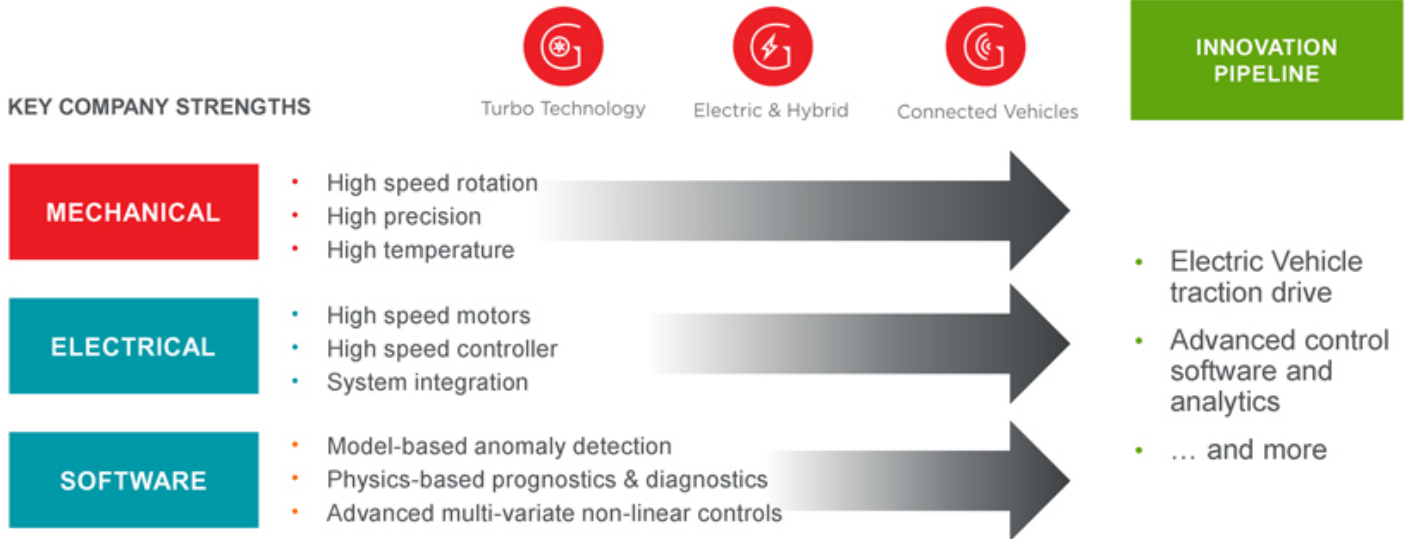 Turbo Technology
Electric & Hybrid
Connected Vehicles
INNOVATION
PIPELINE
KEY COMPANY STRENGTHS
MECHANICAL
• High speed rotation
• High precision
• High temperature
ELECTRICAL
• High speed motors
• High speed controller
• System integration
SOFTWARE
• Model-based anomaly detection
• Physics-based prognostics & diagnostics
• Advanced multi-variate non-linear controls
• Electric Vehicle
traction drive
• Advanced control
software and
analytics
• … and more